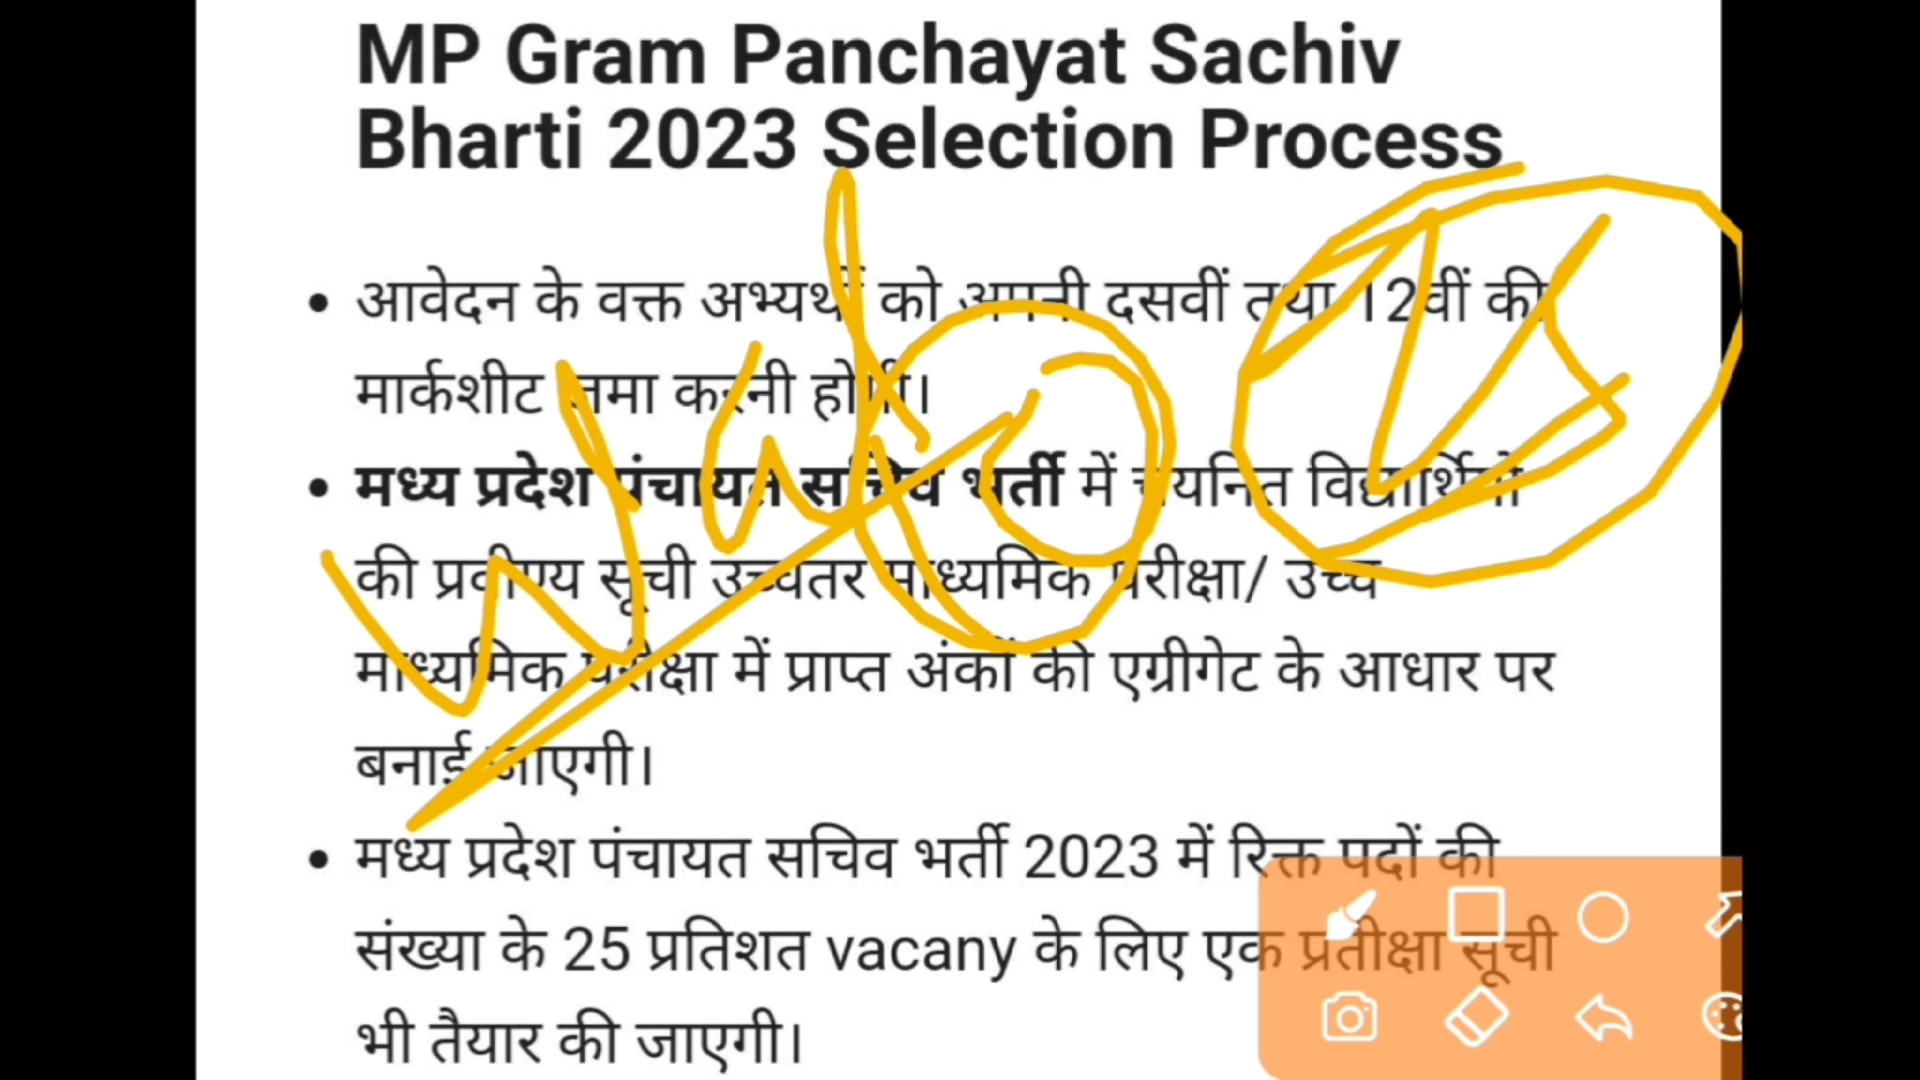 MP Gram Panchayat Sachiv
Bharti 2023 Selection Process
• आवेदन के वक्त अभ्यर्थी को अपनी दसवीं तथा 12वीं की
मार्कशीट जमा करनी होगी।
• मध्य प्रदेश पंचायत सचिव भर्ती में चयनित विद्यार्थियों
की प्रवीण्य सूची उच्चतर माध्यमिक परीक्षा/ उच्च
माध्यमिक परीक्षा में प्राप्त अंकों की एग्रीगेट के आधार पर
बनाई जाएगी।
• मध्य प्रदेश पंचायत सचिव भर्ती 2023 में रिक्त पदों की
संख्या के 25 प्रतिशत vacany के लिए एक प्रतीक्षा सूची
भी तैयार की जाएगी।